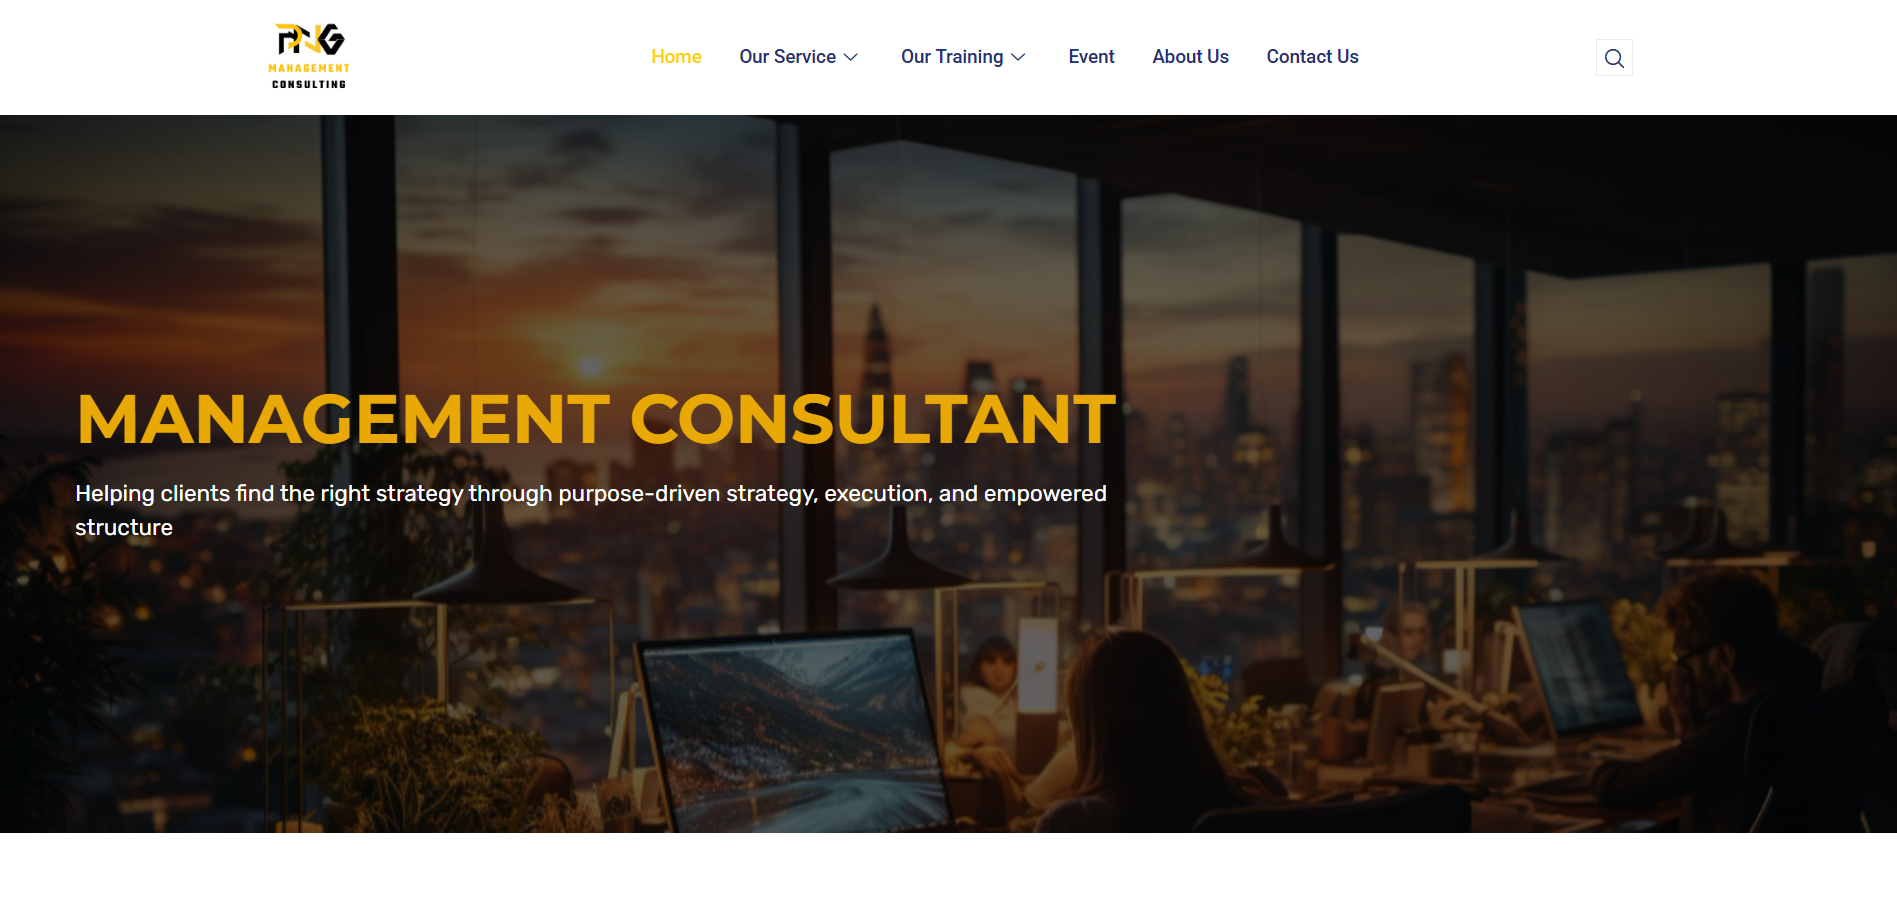 PNG
MANAGEMENT
CONSULTING
Home Our Service Our Training Event About Us Contact Us
MANAGEMENT CONSULTANT
Helping clients find the right strategy through purpose-driven strategy, execution, and empowered
structure